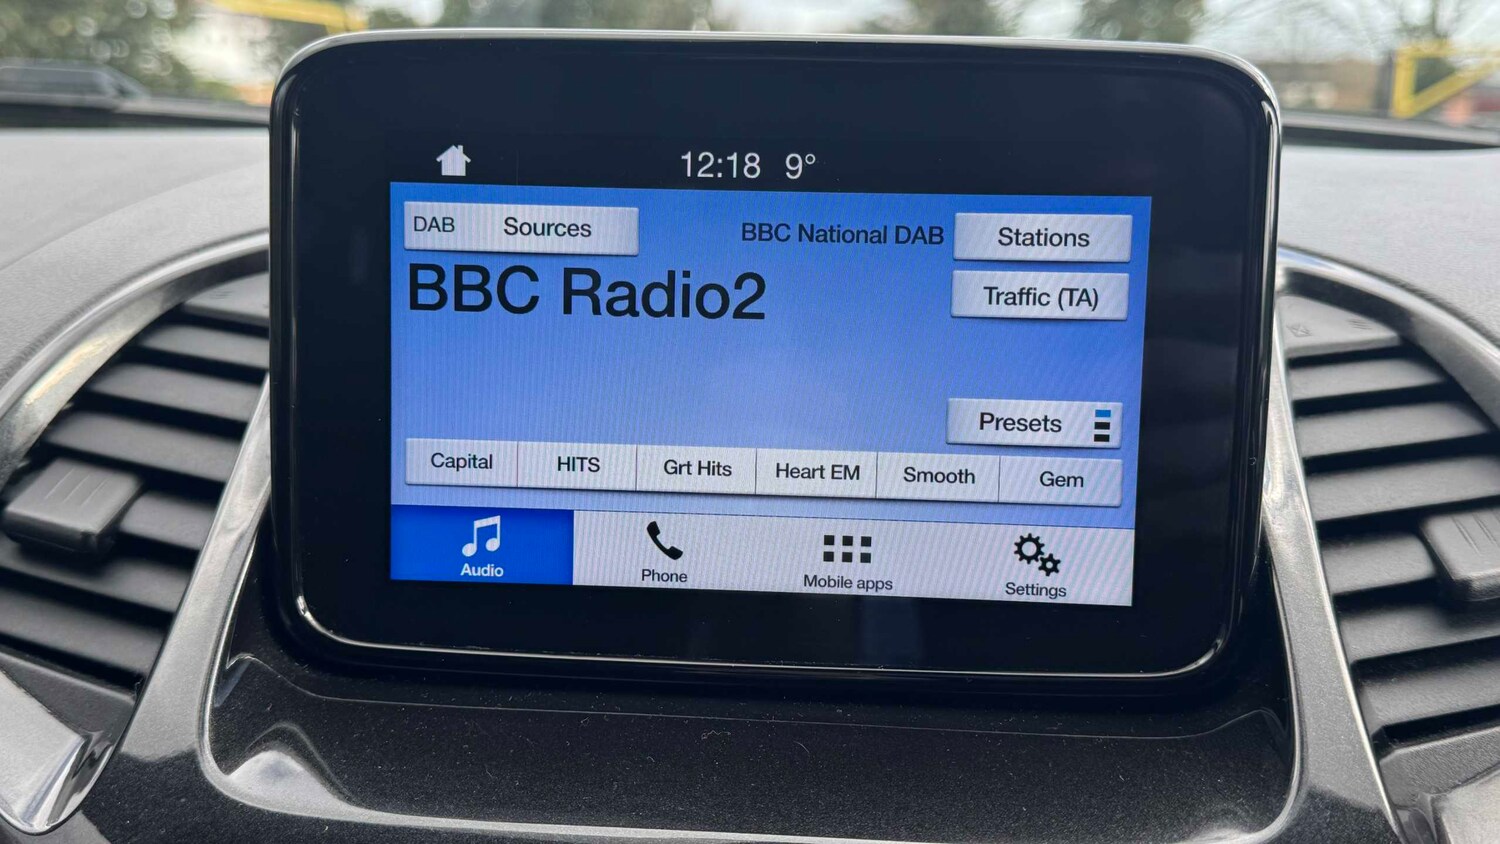 12:18 9°
DAB Sources
BBC National DAB
Stations
BBC Radio2
Traffic (TA)
Presets
Capital
HITS
Grt Hits
Heart EM
Smooth
Gem
Audio
Phone
Mobile apps
Settings